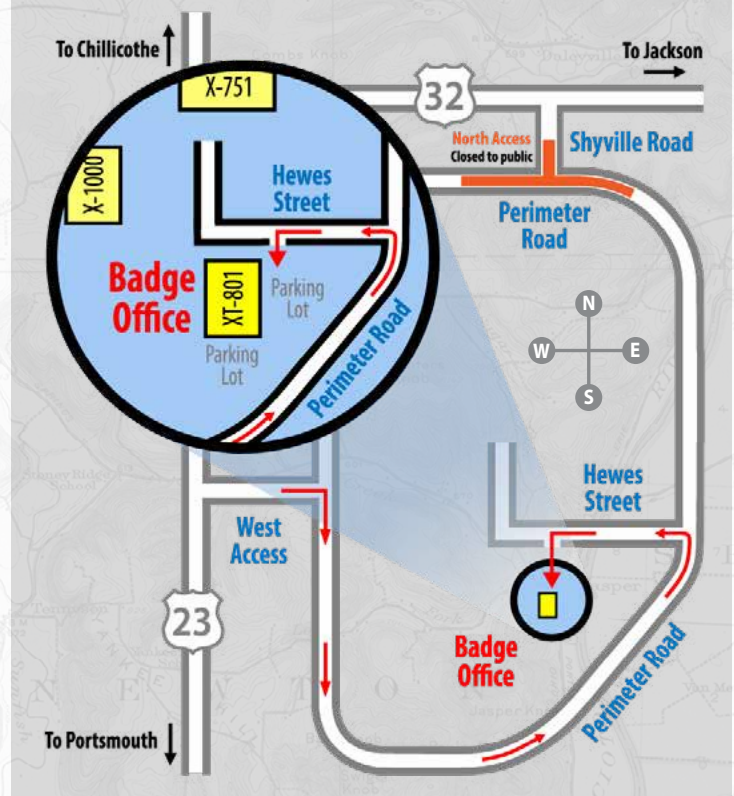 To Chillicothe
To Jackson
32
X-751
North Access
Closed to public
Shyville Road
X-1000
Hewes
Street
Perimeter
Road
Badge
Office
XT-801
Parking
Lot
Parking
Lot
Perimeter Road
N
W
E
S
Hewes
Street
West
Access
23
Badge
Office
Perimeter Road
To Portsmouth
N E W T O N